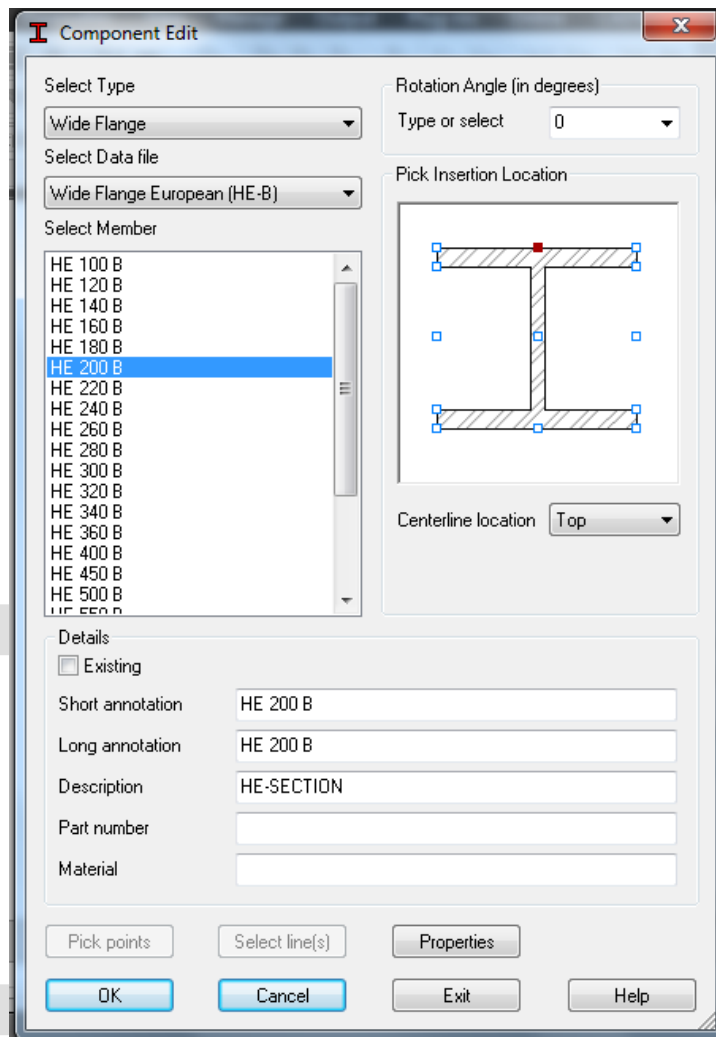 Component Edit
Select Type
Wide Flange
Select Data file
Wide Flange European (HE-B)
Select Member
HE 100 B
HE 120 B
HE 140 B
HE 160 B
HE 180 B
HE 200 B
HE 220 B
HE 240 B
HE 260 B
HE 280 B
HE 300 B
HE 320 B
HE 340 B
HE 360 B
HE 400 B
HE 450 B
HE 500 B
HE 550 B
Rotation Angle (in degrees)
Type or select
0
Pick Insertion Location
Centerline location
Top
Details
Existing
Short annotation
HE 200 B
Long annotation
HE 200 B
Description
HE-SECTION
Part number
Material
Pick points
Select line(s)
Properties
OK
Cancel
Exit
Help